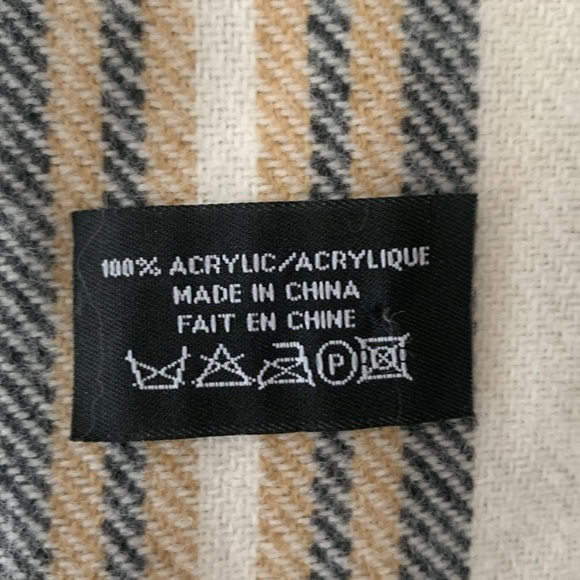 100% ACRYLIC/ACRYLIQUE
MADE IN CHINA
FAIT EN CHINE
P